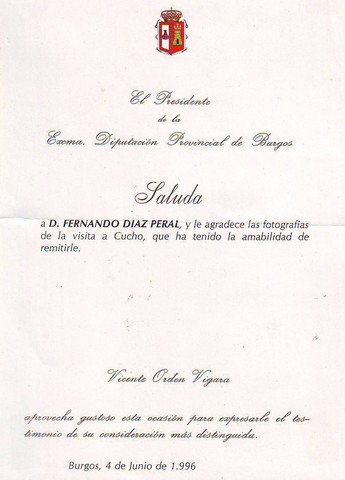 El Presidente
de la
Excma. Diputación Provincial de Burgos
Saluda
a D. FERNANDO DIAZ PERAL, y le agradece las fotografías
de la visita a Cucho, que ha tenido la amabilidad de
remitirle.
Vicente Orden Vigara
aprovecha gustoso esta ocasión para expresarle el tes-
timonio de su consideración más distinguida.
Burgos, 4 de Junio de 1.996